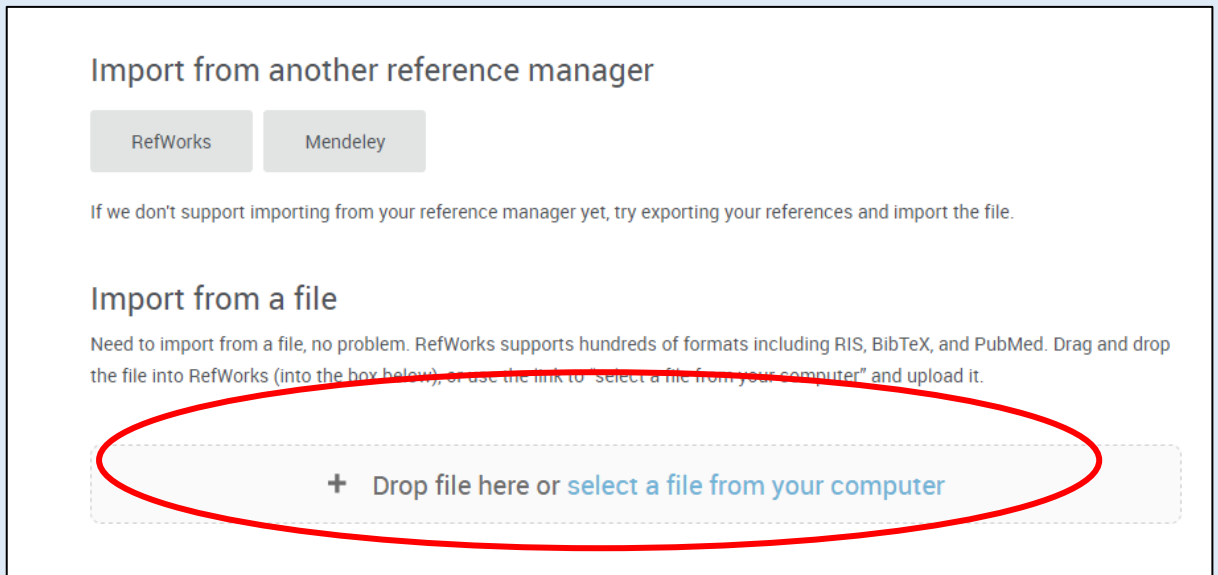 Import from another reference manager
RefWorks
Mendeley
If we don't support importing from your reference manager yet, try exporting your references and import the file.
Import from a file
Need to import from a file, no problem. RefWorks supports hundreds of formats including RIS, BibTeX, and PubMed. Drag and drop
the file into RefWorks (into the box below), or use the link to "select a file from your computer" and upload it.
+ Drop file here or select a file from your computer